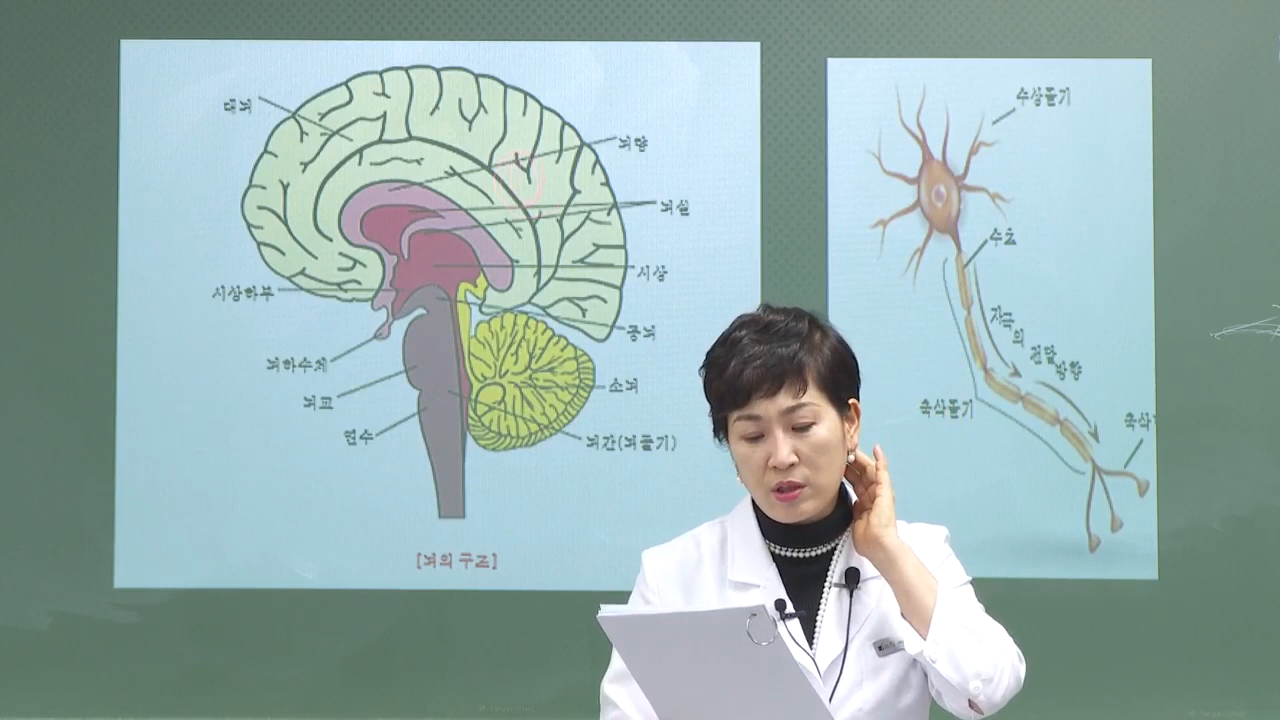 대뇌
뇌량
뇌실
시상
시상하부
중뇌
뇌하수체
소뇌
뇌교
연수
뇌간(뇌줄기)
[뇌의 구조]
수상돌기
수초
자극
의
전달
방향
축삭돌기
축삭